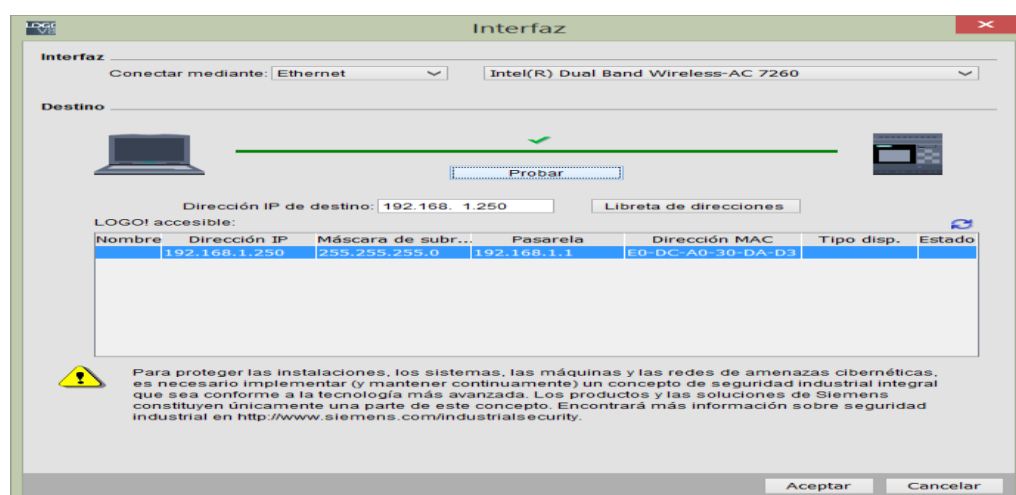 LOGO
Interfaz
Interfaz
Conectar mediante: Ethernet Intel(R) Dual Band Wireless-AC 7260
Destino
Probar
Dirección IP de destino: 192.168. 1.250 Libreta de direcciones
LOGO! accesible:
Nombre Dirección IP Máscara de subr... Pasarela Dirección MAC Tipo disp. Estado
192.168.1.250 255.255.255.0 192.168.1.1 E0-DC-A0-30-DA-D3
Para proteger las instalaciones, los sistemas, las máquinas y las redes de amenazas cibernéticas,
es necesario implementar (y mantener continuamente) un concepto de seguridad industrial integral
que sea conforme a la tecnología más avanzada. Los productos y las soluciones de Siemens
constituyen únicamente una parte de este concepto. Encontrará más información sobre seguridad
industrial en http://www.siemens.com/industrialsecurity.
Aceptar Cancelar